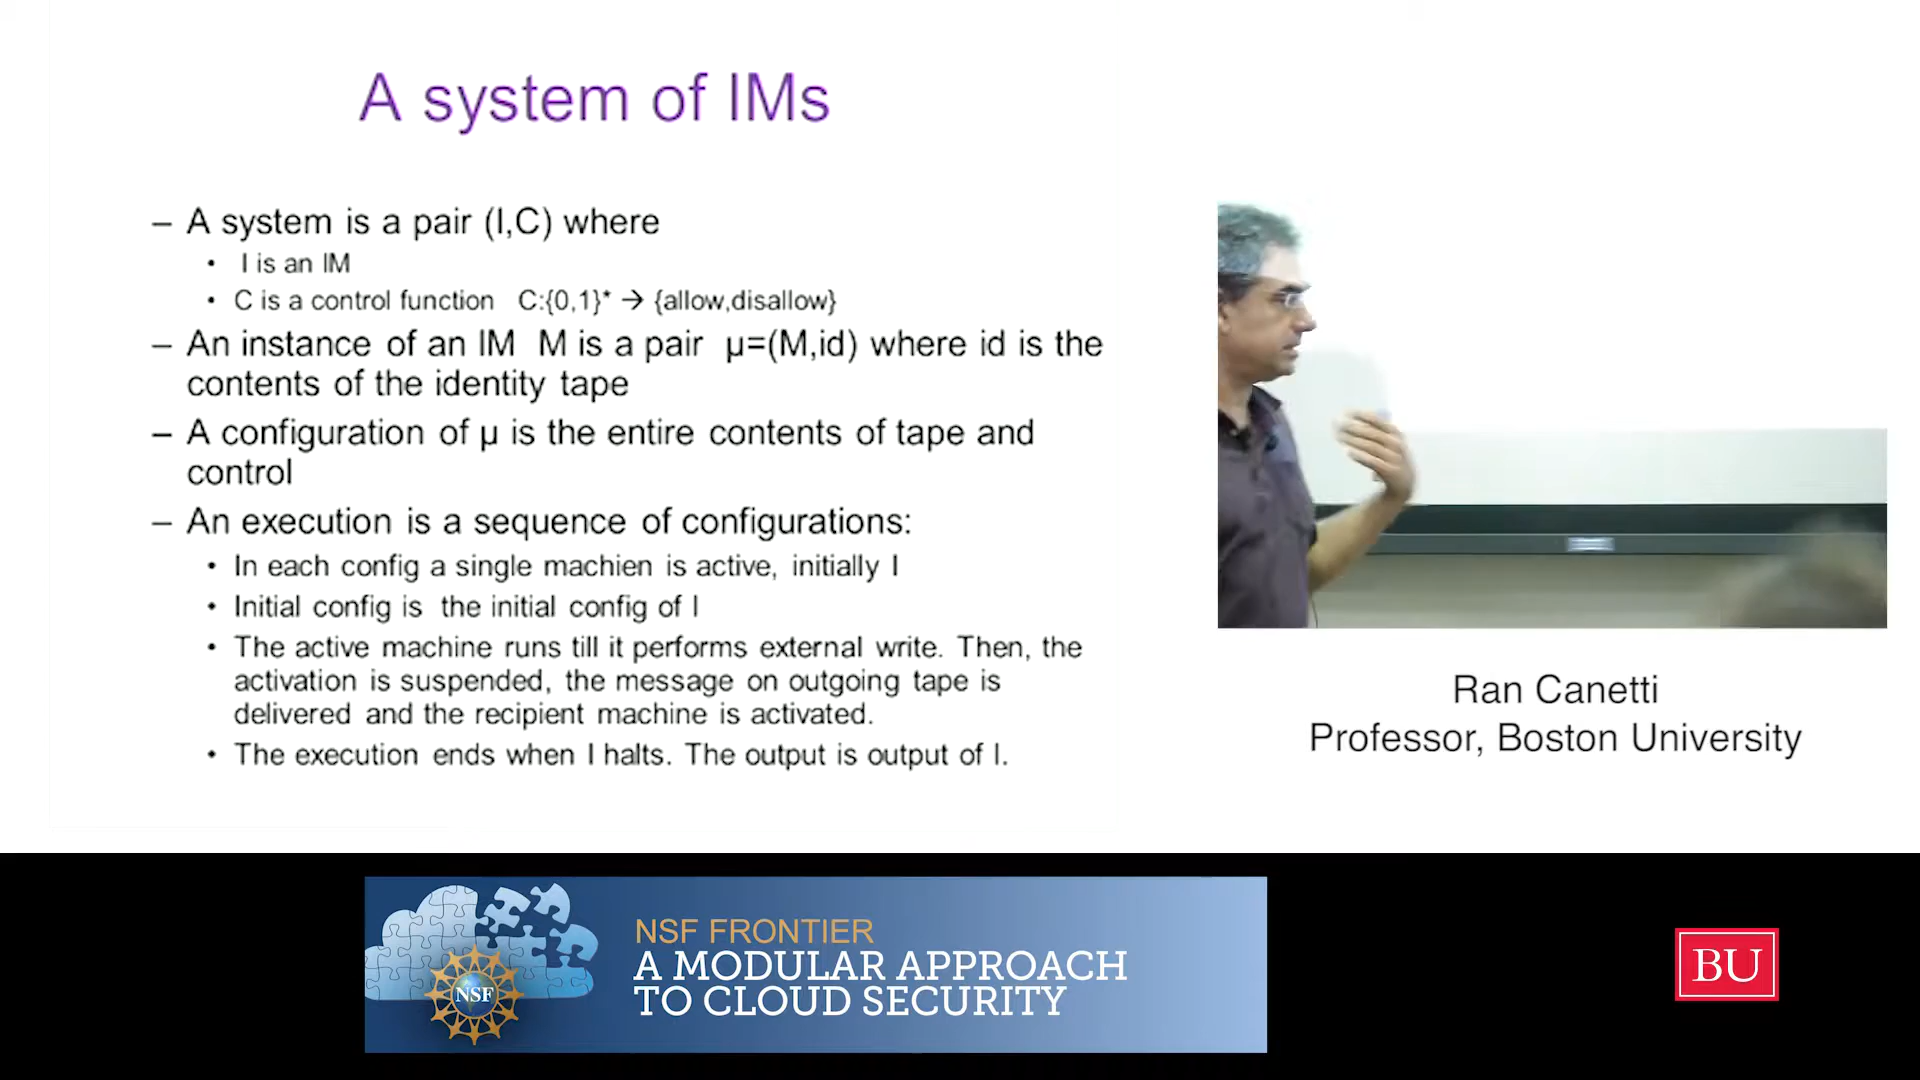 A system of IMs
– A system is a pair (I,C) where
• I is an IM
• C is a control function C:{0,1}* → {allow,disallow}
– An instance of an IM M is a pair µ=(M,id) where id is the
contents of the identity tape
– A configuration of µ is the entire contents of tape and
control
– An execution is a sequence of configurations:
• In each config a single machien is active, initially I
• Initial config is the initial config of I
• The active machine runs till it performs external write. Then, the
activation is suspended, the message on outgoing tape is
delivered and the recipient machine is activated.
• The execution ends when I halts. The output is output of I.
Ran Canetti
Professor, Boston University
NSF
NSF FRONTIER
A MODULAR APPROACH
TO CLOUD SECURITY
BU